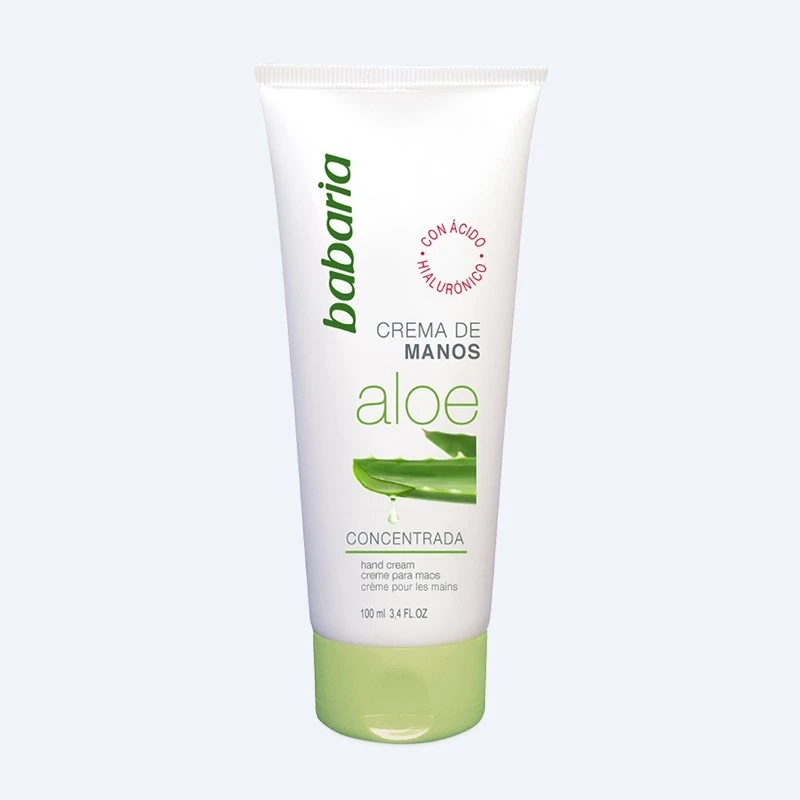 babaria
• CON ÁCIDO •
HIALURÓNICO
CREMA DE
MANOS
aloe
CONCENTRADA
hand cream
creme para maos
crème pour les mains
100 ml 3,4 FL.OZ